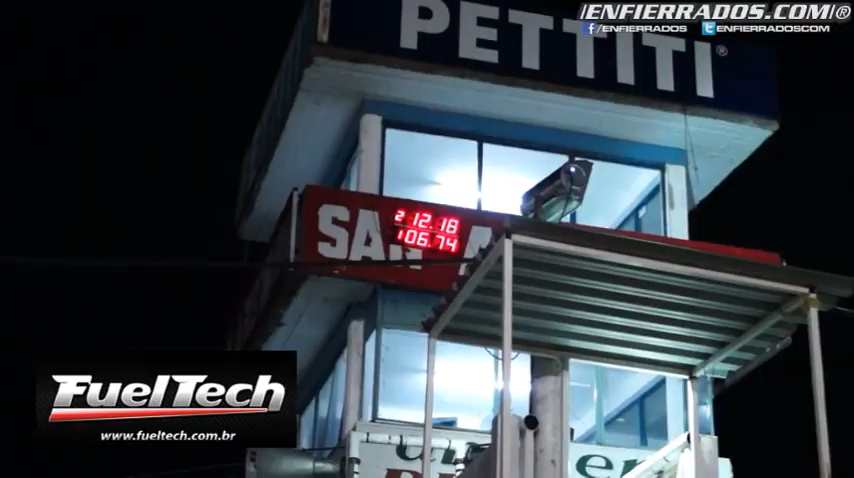 /ENFIERRADOS.COM/®
/ENFIERRADOS ENFIERRADOSCOM
PETTITI®
SAN A
2 12.18
106.74
FUELTECH
www.fueltech.com.br